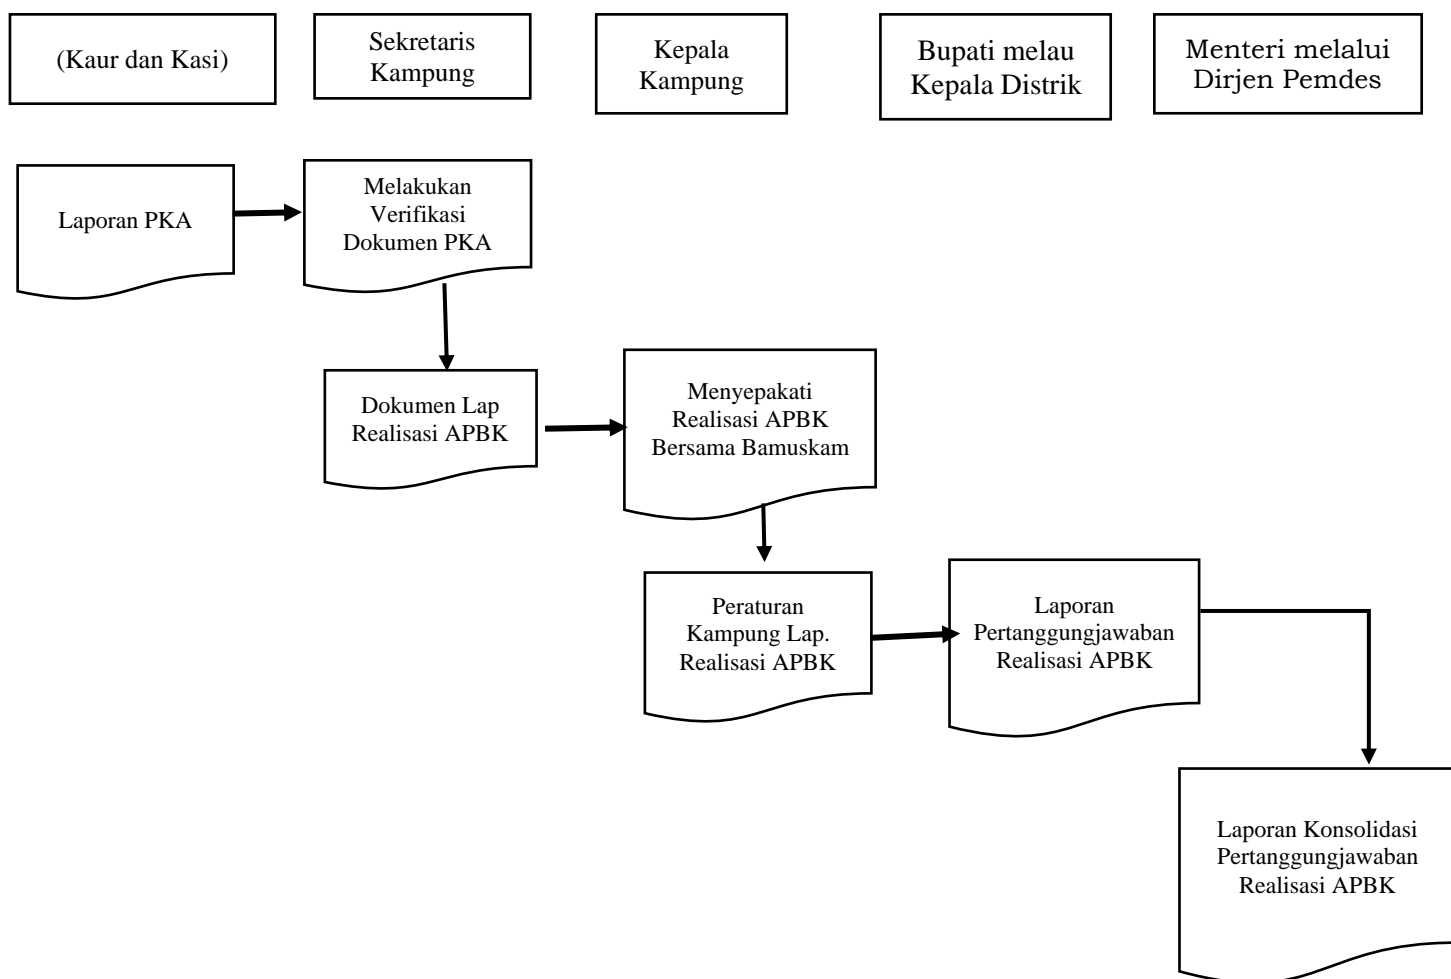 (Kaur dan Kasi)
Sekretaris
Kampung
Kepala
Kampung
Bupati melau
Kepala Distrik
Menteri melalui
Dirjen Pemdes
Laporan PKA
Melakukan
Verifikasi
Dokumen PKA
Dokumen Lap
Realisasi APBK
Menyepakati
Realisasi APBK
Bersama Bamuskam
Peraturan
Kampung Lap.
Realisasi APBK
Laporan
Pertanggungjawaban
Realisasi APBK
Laporan Konsolidasi
Pertanggungjawaban
Realisasi APBK